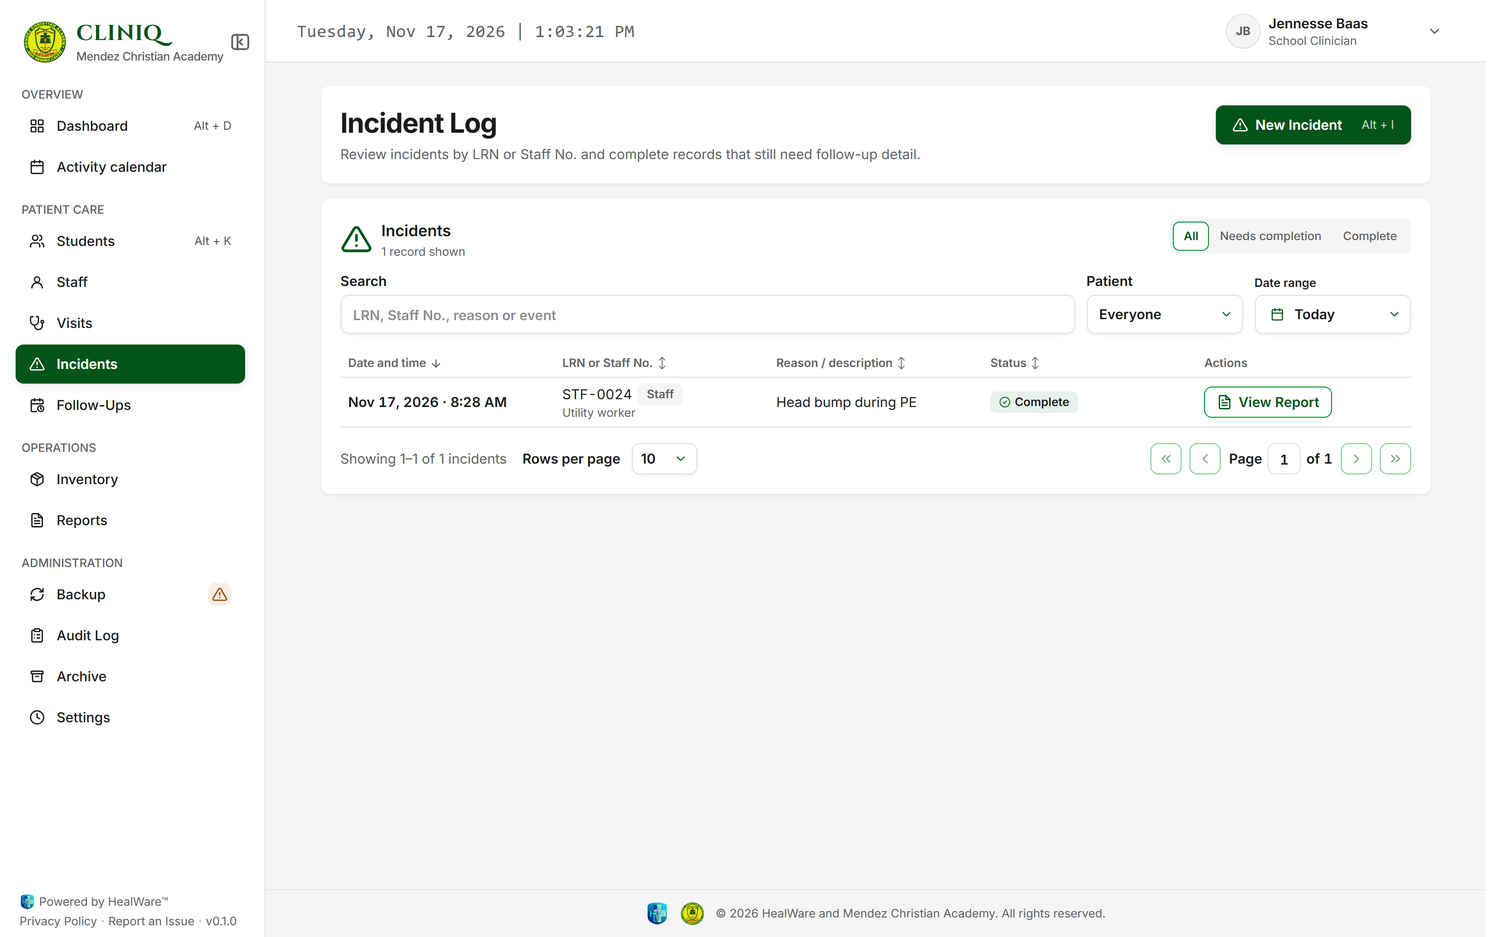 CLINIQ
Mendez Christian Academy
OVERVIEW
Dashboard Alt + D
Activity calendar
PATIENT CARE
Students Alt + K
Staff
Visits
Incidents
Follow-Ups
OPERATIONS
Inventory
Reports
ADMINISTRATION
Backup
Audit Log
Archive
Settings
Powered by HealWare™
Privacy Policy · Report an Issue · v0.1.0
Tuesday, Nov 17, 2026 | 1:03:21 PM
JB
Jennesse Baas
School Clinician
Incident Log
Review incidents by LRN or Staff No. and complete records that still need follow-up detail.
New Incident Alt + I
Incidents
1 record shown
All Needs completion Complete
Search
LRN, Staff No., reason or event
Patient
Everyone
Date range
Today
Date and time LRN or Staff No. Reason / description Status Actions
Nov 17, 2026 · 8:28 AM STF-0024 Staff Head bump during PE Complete View Report
Utility worker
Showing 1–1 of 1 incidents Rows per page 10 Page 1 of 1
© 2026 HealWare and Mendez Christian Academy. All rights reserved.